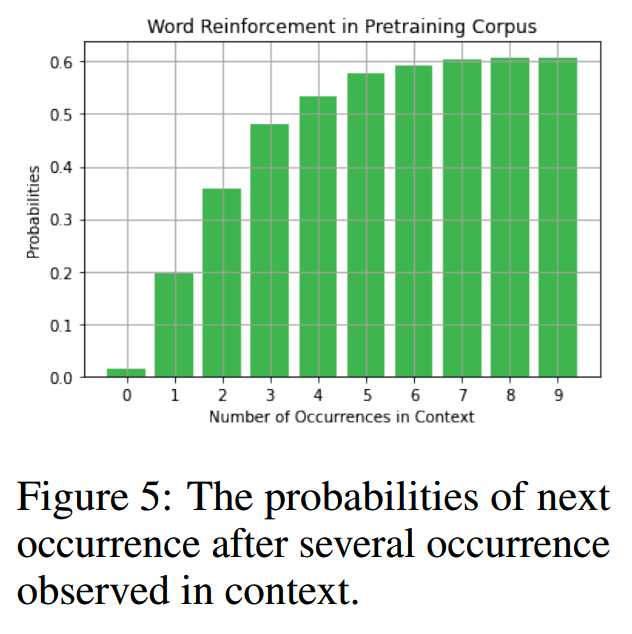 Word Reinforcement in Pretraining Corpus
0.6
0.5
0.4
0.3
0.2
0.1
0.0
Probabilities
0 1 2 3 4 5 6 7 8 9
Number of Occurrences in Context
Figure 5: The probabilities of next
occurrence after several occurrence
observed in context.